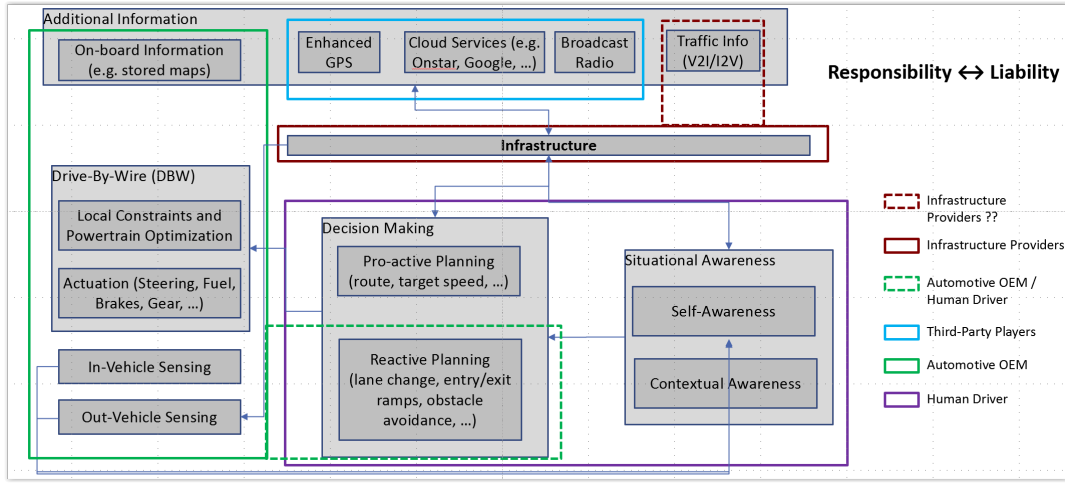 Additional Information
On-board Information
(e.g. stored maps)
Enhanced
GPS
Cloud Services (e.g.
Onstar, Google, ...)
Broadcast
Radio
Traffic Info
(V2I/I2V)
Responsibility ↔ Liability
Infrastructure
Drive-By-Wire (DBW)
Local Constraints and
Powertrain Optimization
Actuation (Steering, Fuel,
Brakes, Gear, ...)
In-Vehicle Sensing
Out-Vehicle Sensing
Decision Making
Pro-active Planning
(route, target speed, ...)
Reactive Planning
(lane change, entry/exit
ramps, obstacle
avoidance, ...)
Situational Awareness
Self-Awareness
Contextual Awareness
Infrastructure
Providers ??
Infrastructure Providers
Automotive OEM /
Human Driver
Third-Party Players
Automotive OEM
Human Driver